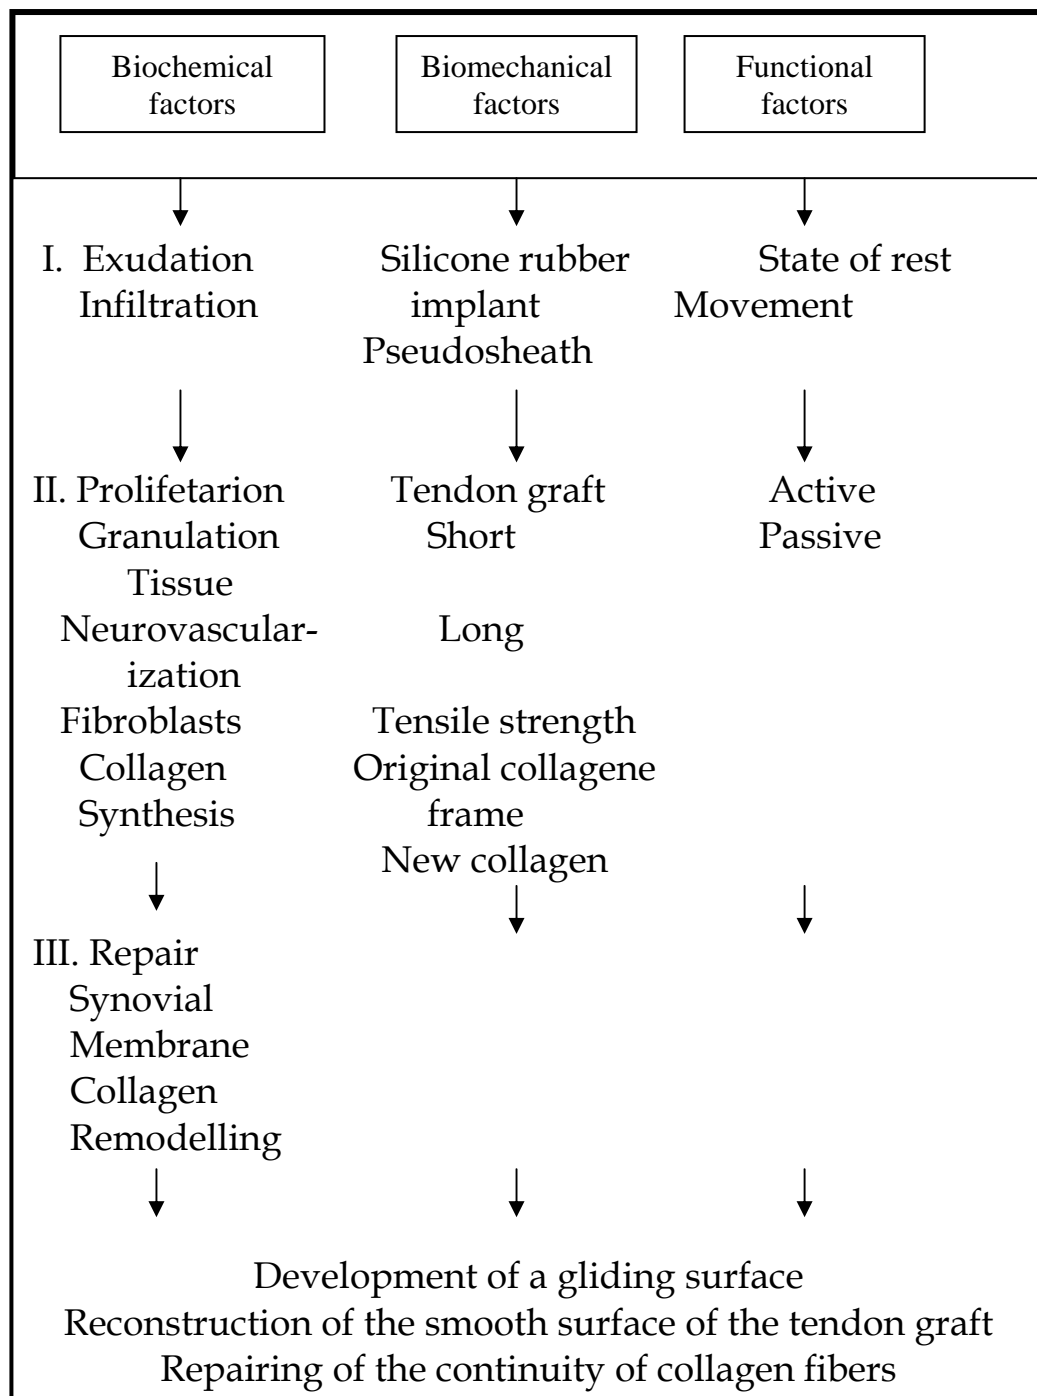 Biochemical
factors
Biomechanical
factors
Functional
factors
I. Exudation
Infiltration
Silicone rubber
implant
Pseudosheath
State of rest
Movement
II. Prolifetarion
Granulation
Tissue
Neurovascular-
ization
Fibroblasts
Collagen
Synthesis
Tendon graft
Short
Long
Tensile strength
Original collagene
frame
New collagen
Active
Passive
III. Repair
Synovial
Membrane
Collagen
Remodelling
Development of a gliding surface
Reconstruction of the smooth surface of the tendon graft
Repairing of the continuity of collagen fibers